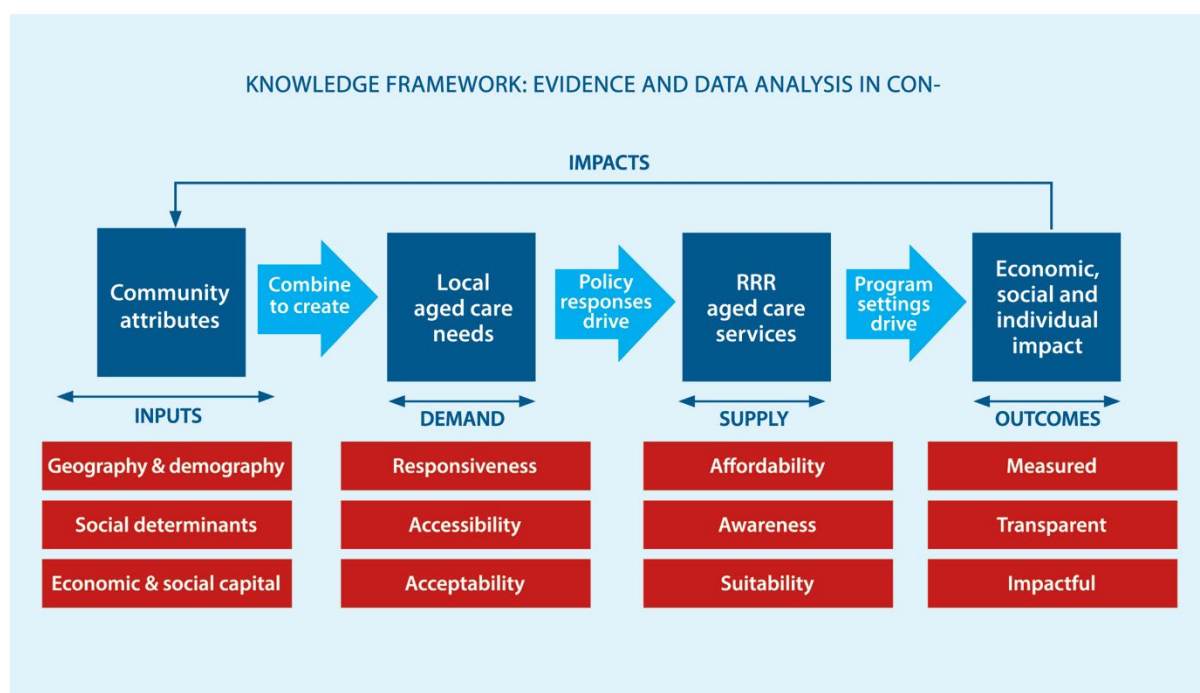 KNOWLEDGE FRAMEWORK: EVIDENCE AND DATA ANALYSIS IN CON-
IMPACTS
Community
attributes
Combine
to create
Local
aged care
needs
Policy
responses
drive
RRR
aged care
services
Program
settings
drive
Economic,
social and
individual
impact
INPUTS
DEMAND
SUPPLY
OUTCOMES
Geography & demography
Responsiveness
Affordability
Measured
Social determinants
Accessibility
Awareness
Transparent
Economic & social capital
Acceptability
Suitability
Impactful